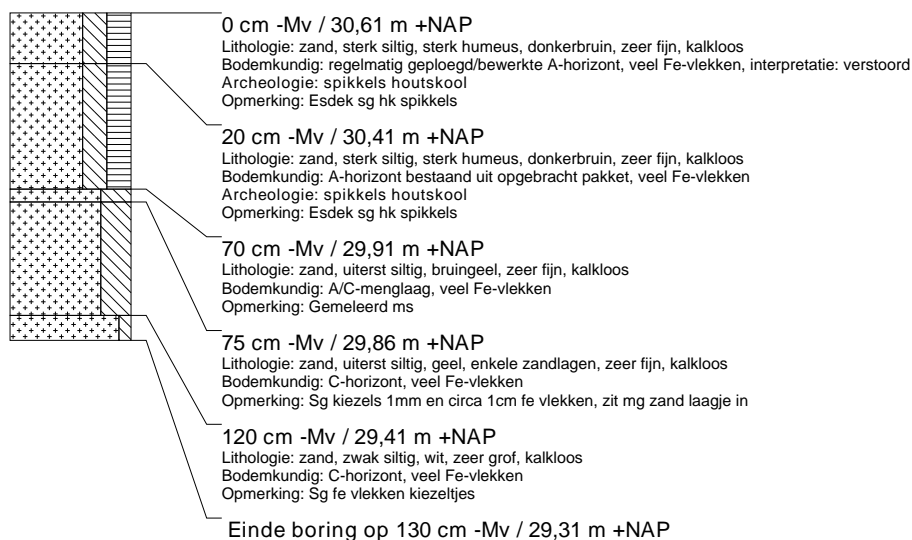 0 cm -Mv / 30,61 m +NAP
Lithologie: zand, sterk siltig, sterk humeus, donkerbruin, zeer fijn, kalkloos
Bodemkundig: regelmatig geploegd/bewerkte A-horizont, veel Fe-vlekken, interpretatie: verstoord
Archeologie: spikkels houtskool
Opmerking: Esdek sg hk spikkels
20 cm -Mv / 30,41 m +NAP
Lithologie: zand, sterk siltig, sterk humeus, donkerbruin, zeer fijn, kalkloos
Bodemkundig: A-horizont bestaand uit opgebracht pakket, veel Fe-vlekken
Archeologie: spikkels houtskool
Opmerking: Esdek sg hk spikkels
70 cm -Mv / 29,91 m +NAP
Lithologie: zand, uiterst siltig, bruingeel, zeer fijn, kalkloos
Bodemkundig: A/C-menglaag, veel Fe-vlekken
Opmerking: Gemeleerd ms
75 cm -Mv / 29,86 m +NAP
Lithologie: zand, uiterst siltig, geel, enkele zandlagen, zeer fijn, kalkloos
Bodemkundig: C-horizont, veel Fe-vlekken
Opmerking: Sg kiezels 1mm en circa 1cm fe vlekken, zit mg zand laagje in
120 cm -Mv / 29,41 m +NAP
Lithologie: zand, zwak siltig, wit, zeer grof, kalkloos
Bodemkundig: C-horizont, veel Fe-vlekken
Opmerking: Sg fe vlekken kiezeltjes
Einde boring op 130 cm -Mv / 29,31 m +NAP